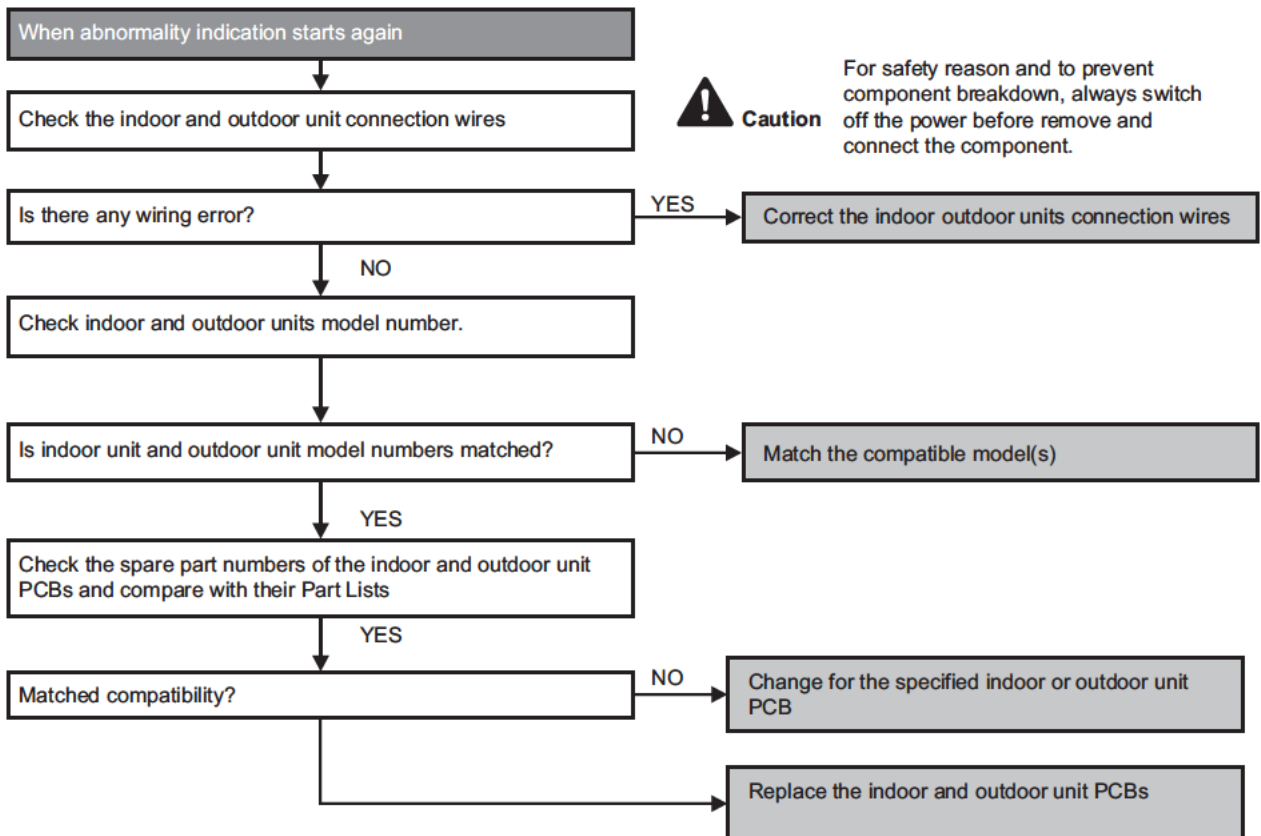 When abnormality indication starts again
For safety reason and to prevent
component breakdown, always switch
off the power before remove and
connect the component.
Caution
Check the indoor and outdoor unit connection wires
Is there any wiring error?
YES
Correct the indoor outdoor units connection wires
NO
Check indoor and outdoor units model number.
Is indoor unit and outdoor unit model numbers matched?
NO
Match the compatible model(s)
YES
Check the spare part numbers of the indoor and outdoor unit
PCBs and compare with their Part Lists
YES
Matched compatibility?
NO
Change for the specified indoor or outdoor unit
PCB
Replace the indoor and outdoor unit PCBs